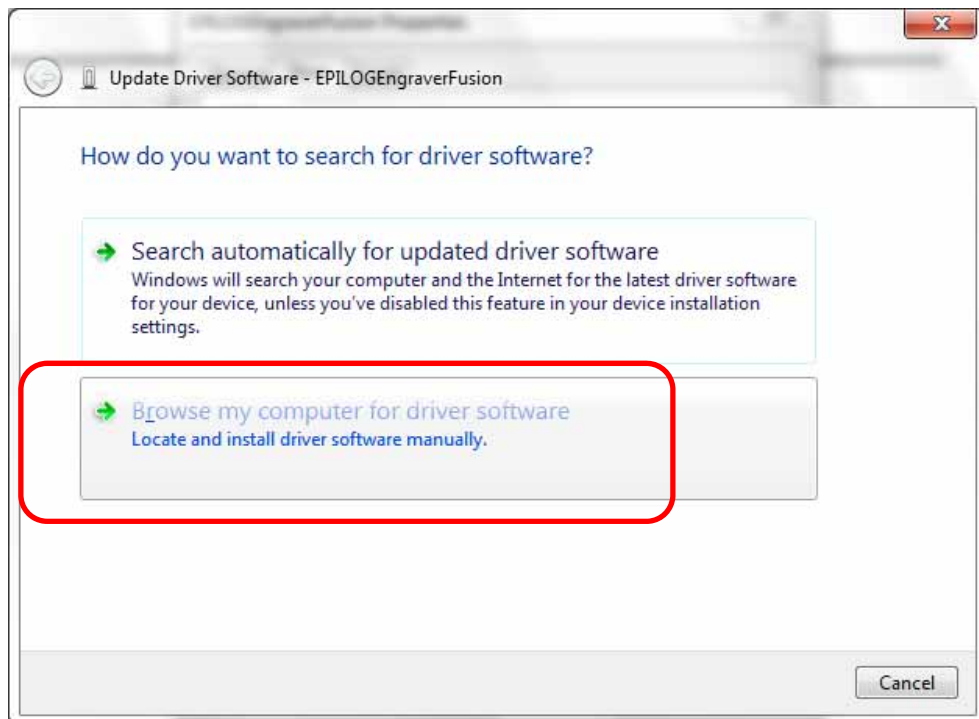 Update Driver Software - EPILOGEngraverFusion
How do you want to search for driver software?
Search automatically for updated driver software
Windows will search your computer and the Internet for the latest driver software
for your device, unless you've disabled this feature in your device installation
settings.
Browse my computer for driver software
Locate and install driver software manually.
Cancel